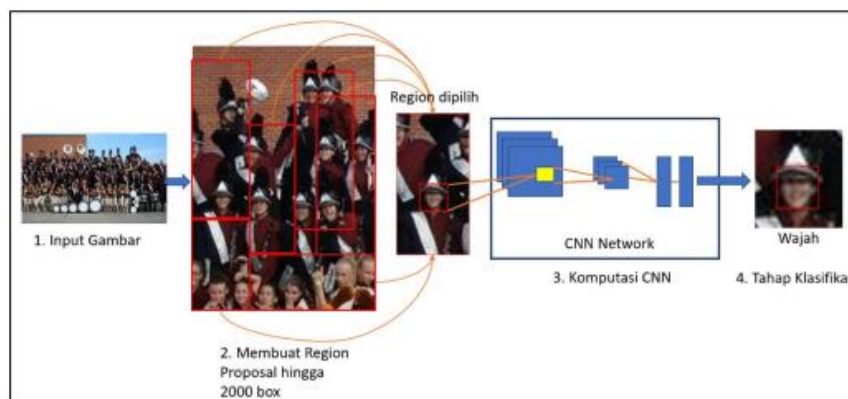 1. Input Gambar
2. Membuat Region
Proposal hingga
2000 box
Region dipilih
CNN Network
3. Komputasi CNN
Wajah
4. Tahap Klasifika